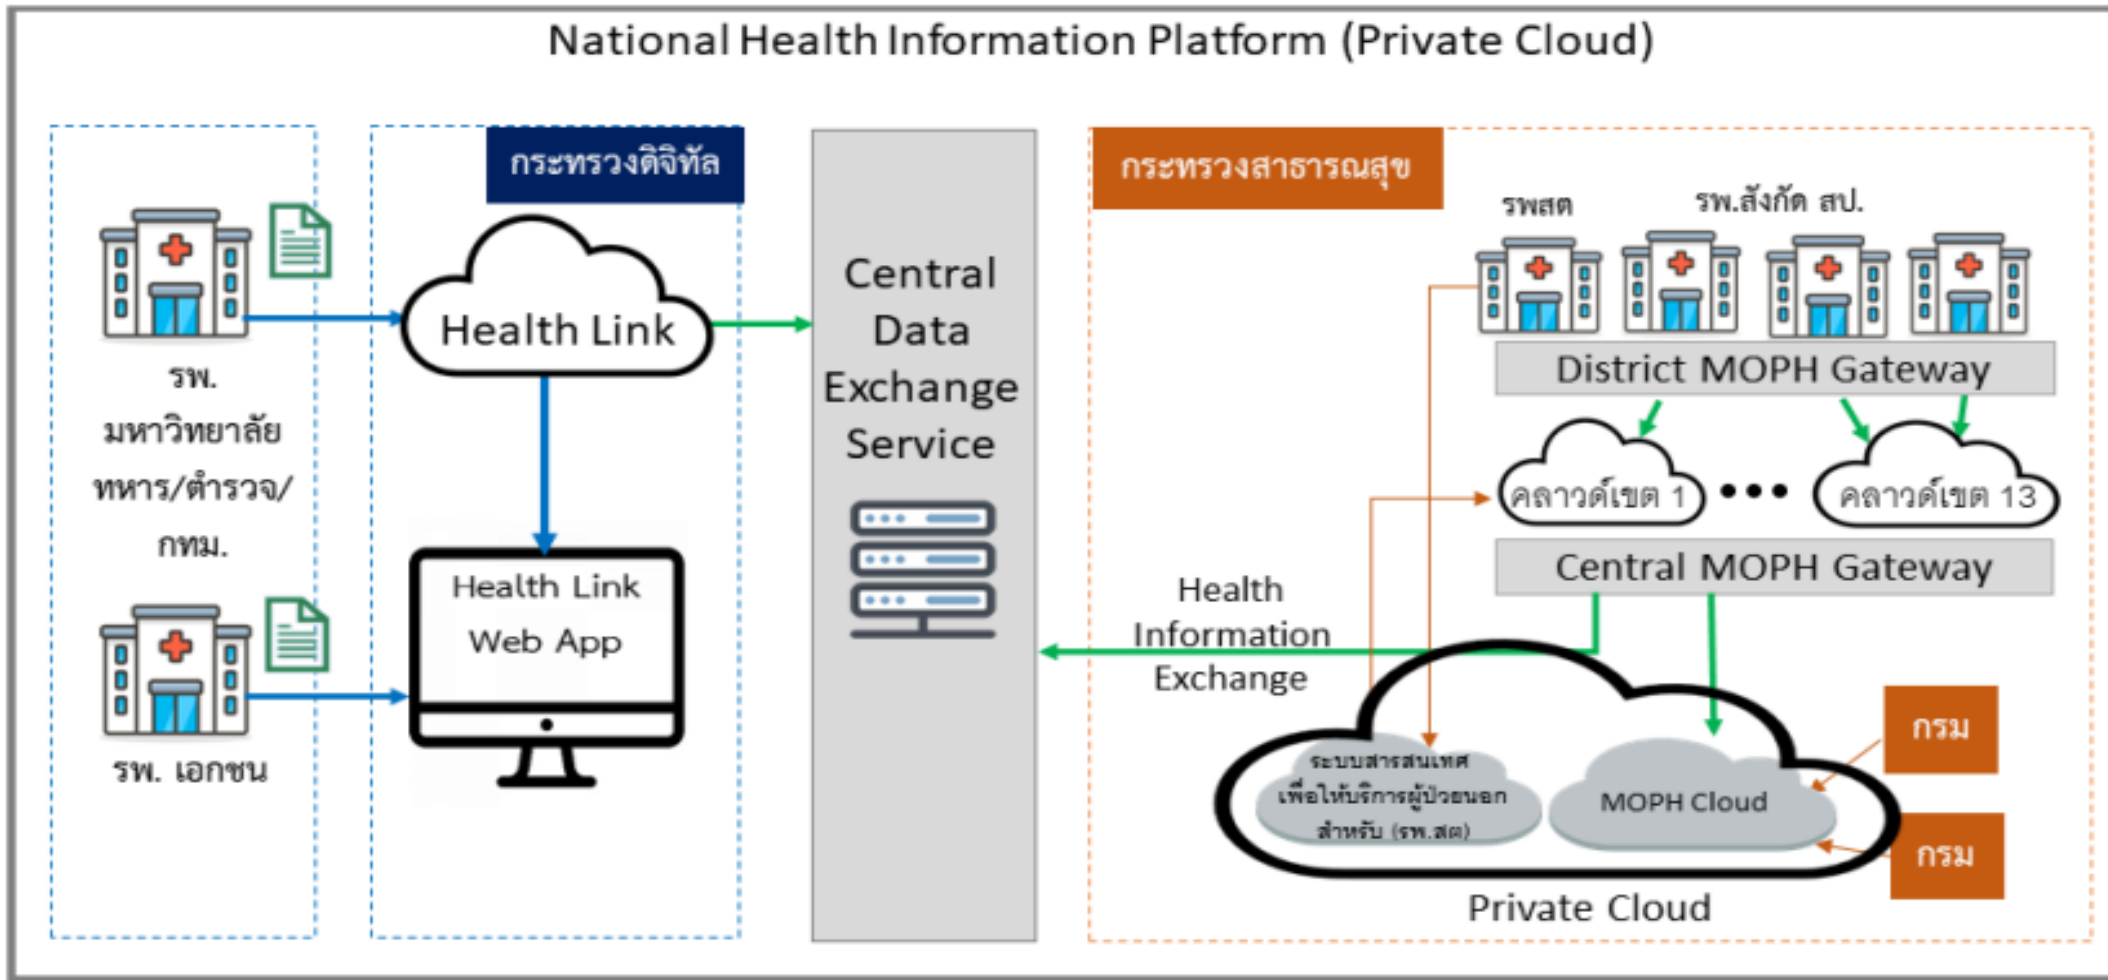 National Health Information Platform (Private Cloud)
รพ.
มหาวิทยาลัย
ทหาร/ตำรวจ/
กทม.
รพ. เอกชน
กระทรวงดิจิทัล
Health Link
Health Link
Web App
Central
Data
Exchange
Service
กระทรวงสาธารณสุข
รพสต
รพ.สังกัด สป.
District MOPH Gateway
คลาวด์เขต 1
คลาวด์เขต 13
Central MOPH Gateway
Health
Information
Exchange
ระบบสารสนเทศ
เพื่อให้บริการผู้ป่วยนอก
สำหรับ (รพ.สต)
MOPH Cloud
กรม
กรม
Private Cloud